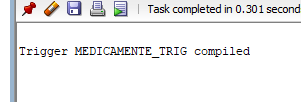 Task completed in 0.301 second
Trigger MEDICAMENTE_TRIG compiled